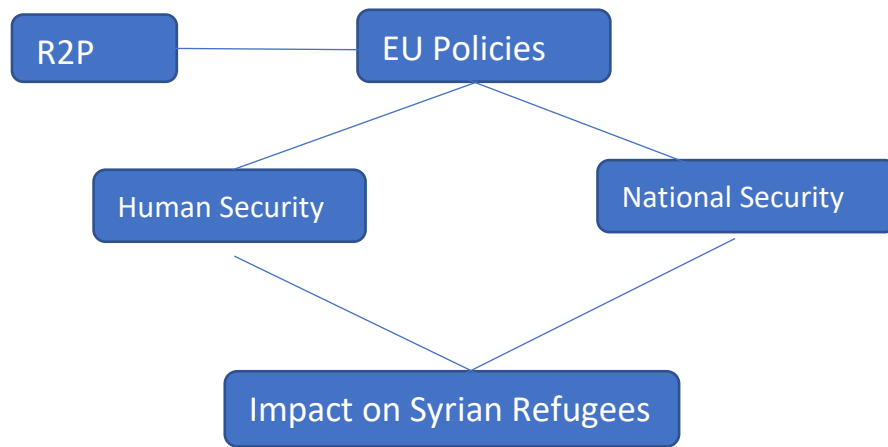 R2P
EU Policies
Human Security
National Security
Impact on Syrian Refugees